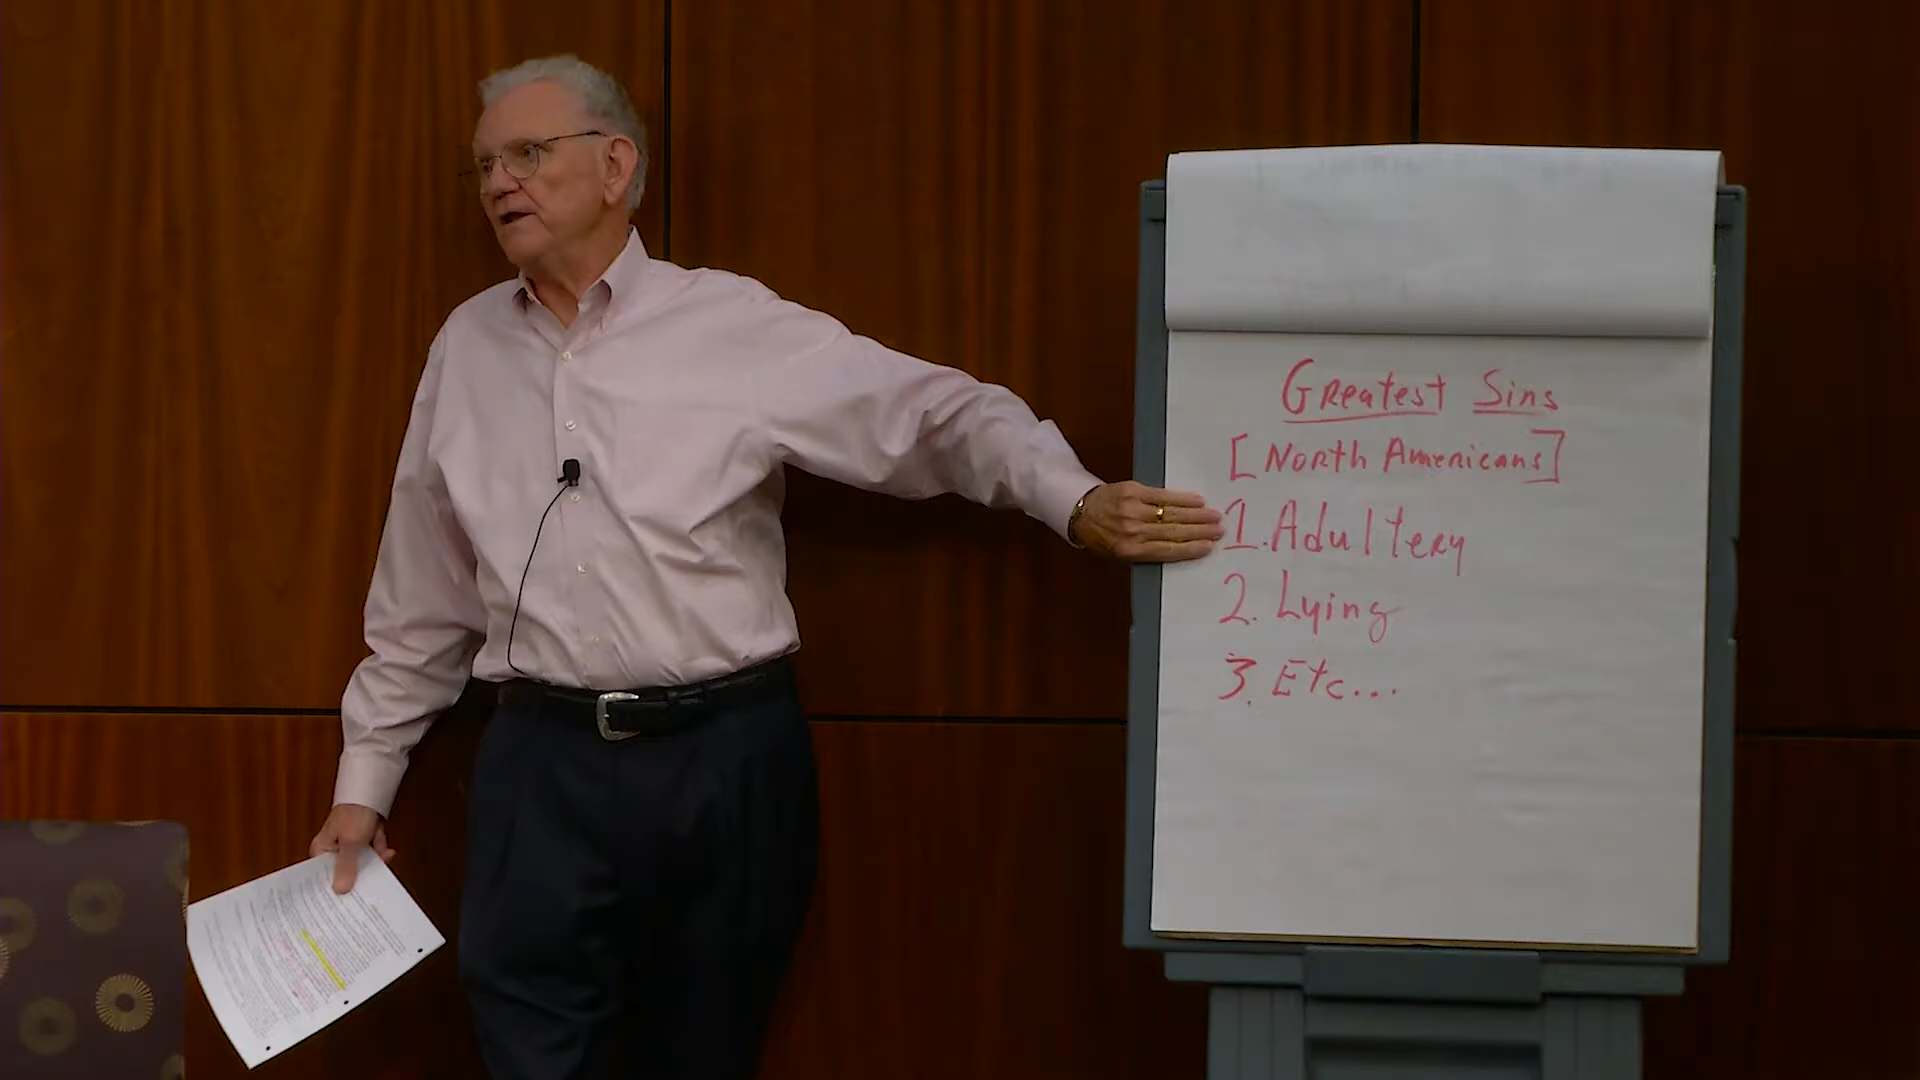 Greatest Sins
[North Americans]
1. Adultery
2. Lying
3. Etc...